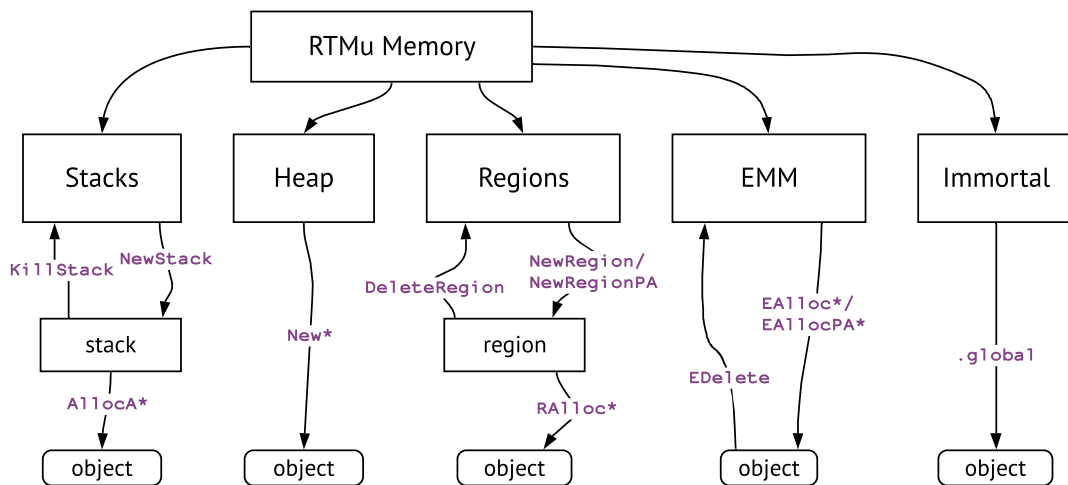 RTMu Memory
Stacks
Heap
Regions
EMM
Immortal
KillStack
NewStack
DeleteRegion
NewRegion/
NewRegionPA
EAlloc*/
EAllocPA*
stack
New*
region
.global
AllocA*
RAlloc*
EDelete
object
object
object
object
object